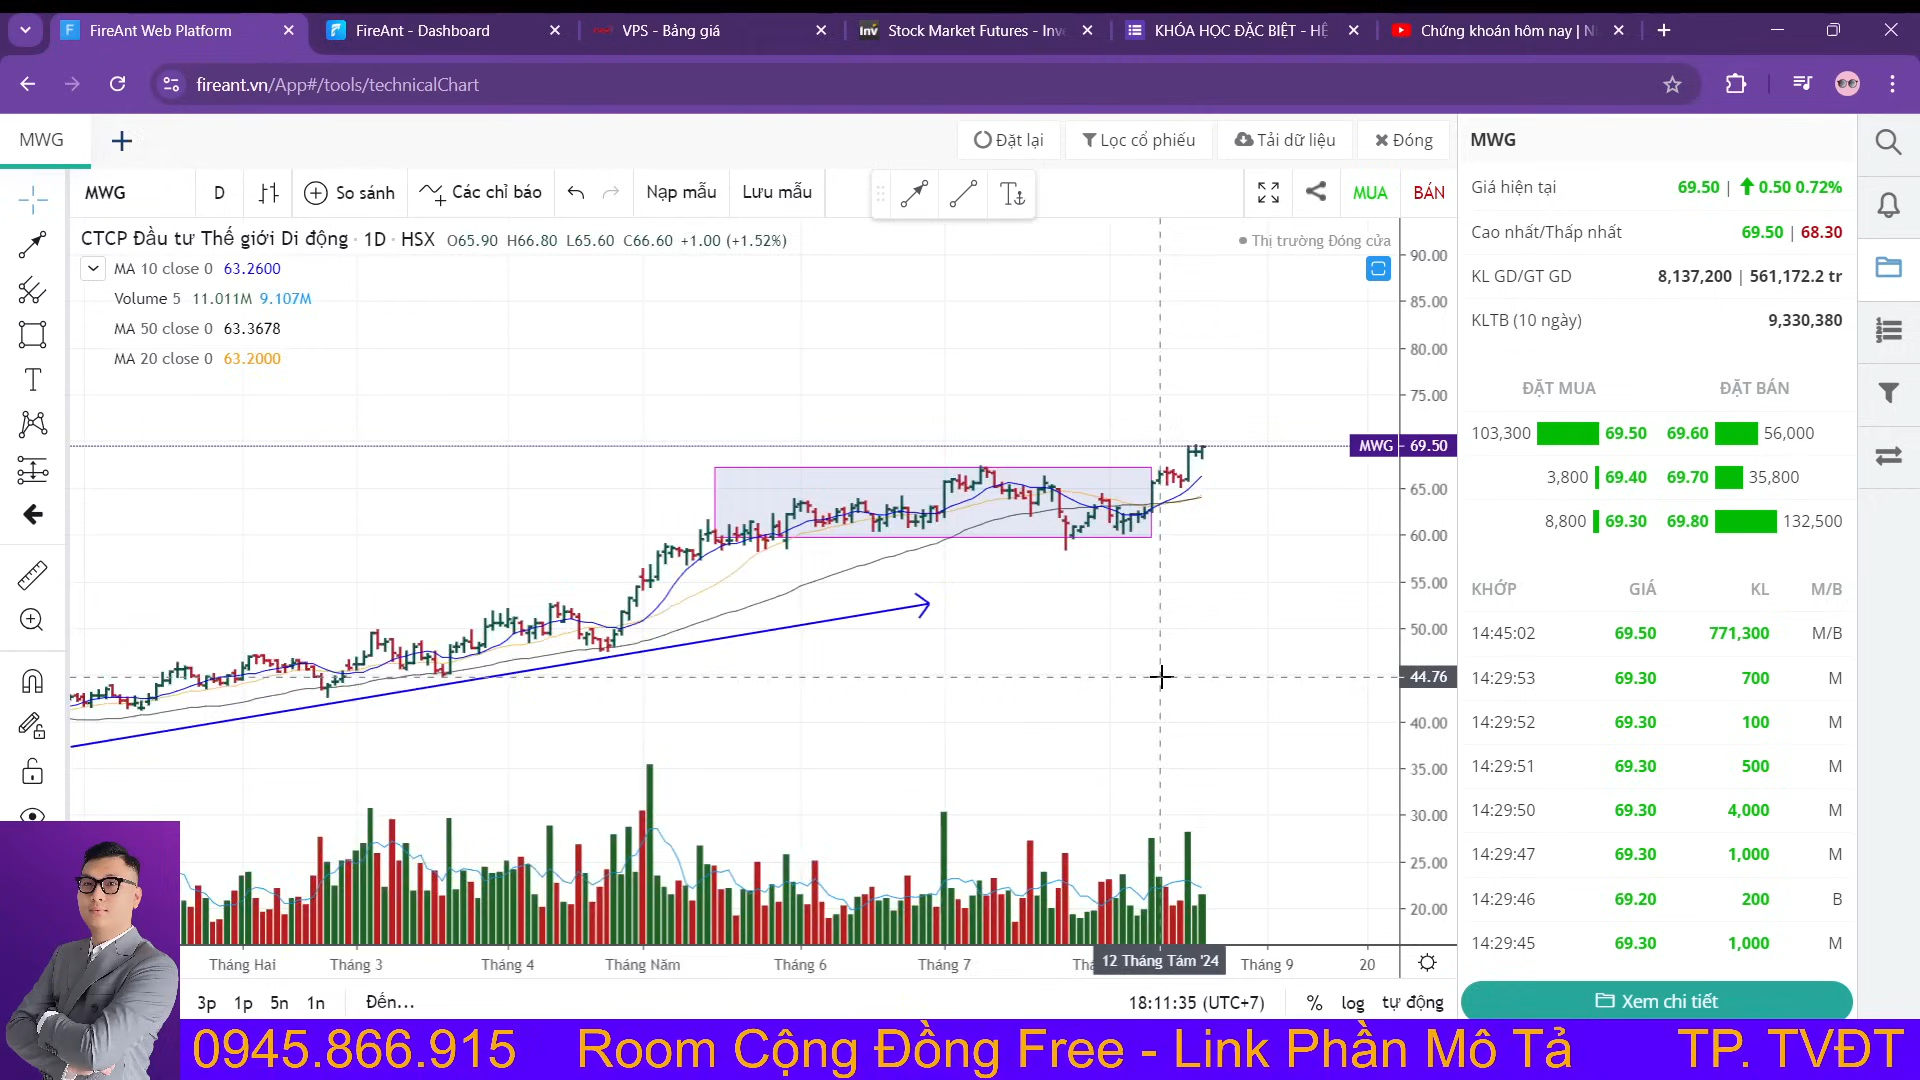 FireAnt Web Platform
FireAnt - Dashboard
VPS - Bảng giá
Inv Stock Market Futures - Inve
KHÓA HỌC ĐẶC BIỆT - HỆ
Chứng khoán hôm nay | N
fireant.vn/App#/tools/technicalChart
MWG
Đặt lại
Lọc cổ phiếu
Tải dữ liệu
Đóng
MWG
D
So sánh
Các chỉ báo
Nạp mẫu
Lưu mẫu
MUA
BÁN
CTCP Đầu tư Thế giới Di động · 1D · HSX O65.90 H66.80 L65.60 C66.60 +1.00 (+1.52%)
Thị trường Đóng cửa
MA 10 close 0 63.2600
Volume 5 11.011M 9.107M
MA 50 close 0 63.3678
MA 20 close 0 63.2000
90.00
85.00
80.00
75.00
MWG 69.50
65.00
60.00
55.00
50.00
44.76
40.00
35.00
30.00
25.00
20.00
Tháng Hai
Tháng 3
Tháng 4
Tháng Năm
Tháng 6
Tháng 7
12 Tháng Tám '24
Tháng 9
20
3p 1p 5n 1n Đến...
18:11:35 (UTC+7) % log tự động
MWG
Giá hiện tại 69.50 | 0.50 0.72%
Cao nhất/Thấp nhất 69.50 | 68.30
KL GD/GT GD 8,137,200 | 561,172.2 tr
KLTB (10 ngày) 9,330,380
ĐẶT MUA ĐẶT BÁN
103,300 69.50 69.60 56,000
3,800 69.40 69.70 35,800
8,800 69.30 69.80 132,500
KHỚP GIÁ KL M/B
14:45:02 69.50 771,300 M/B
14:29:53 69.30 700 M
14:29:52 69.30 100 M
14:29:51 69.30 500 M
14:29:50 69.30 4,000 M
14:29:47 69.30 1,000 M
14:29:46 69.20 200 B
14:29:45 69.30 1,000 M
Xem chi tiết
0945.866.915 Room Cộng Đồng Free - Link Phần Mô Tả TP. TVĐT